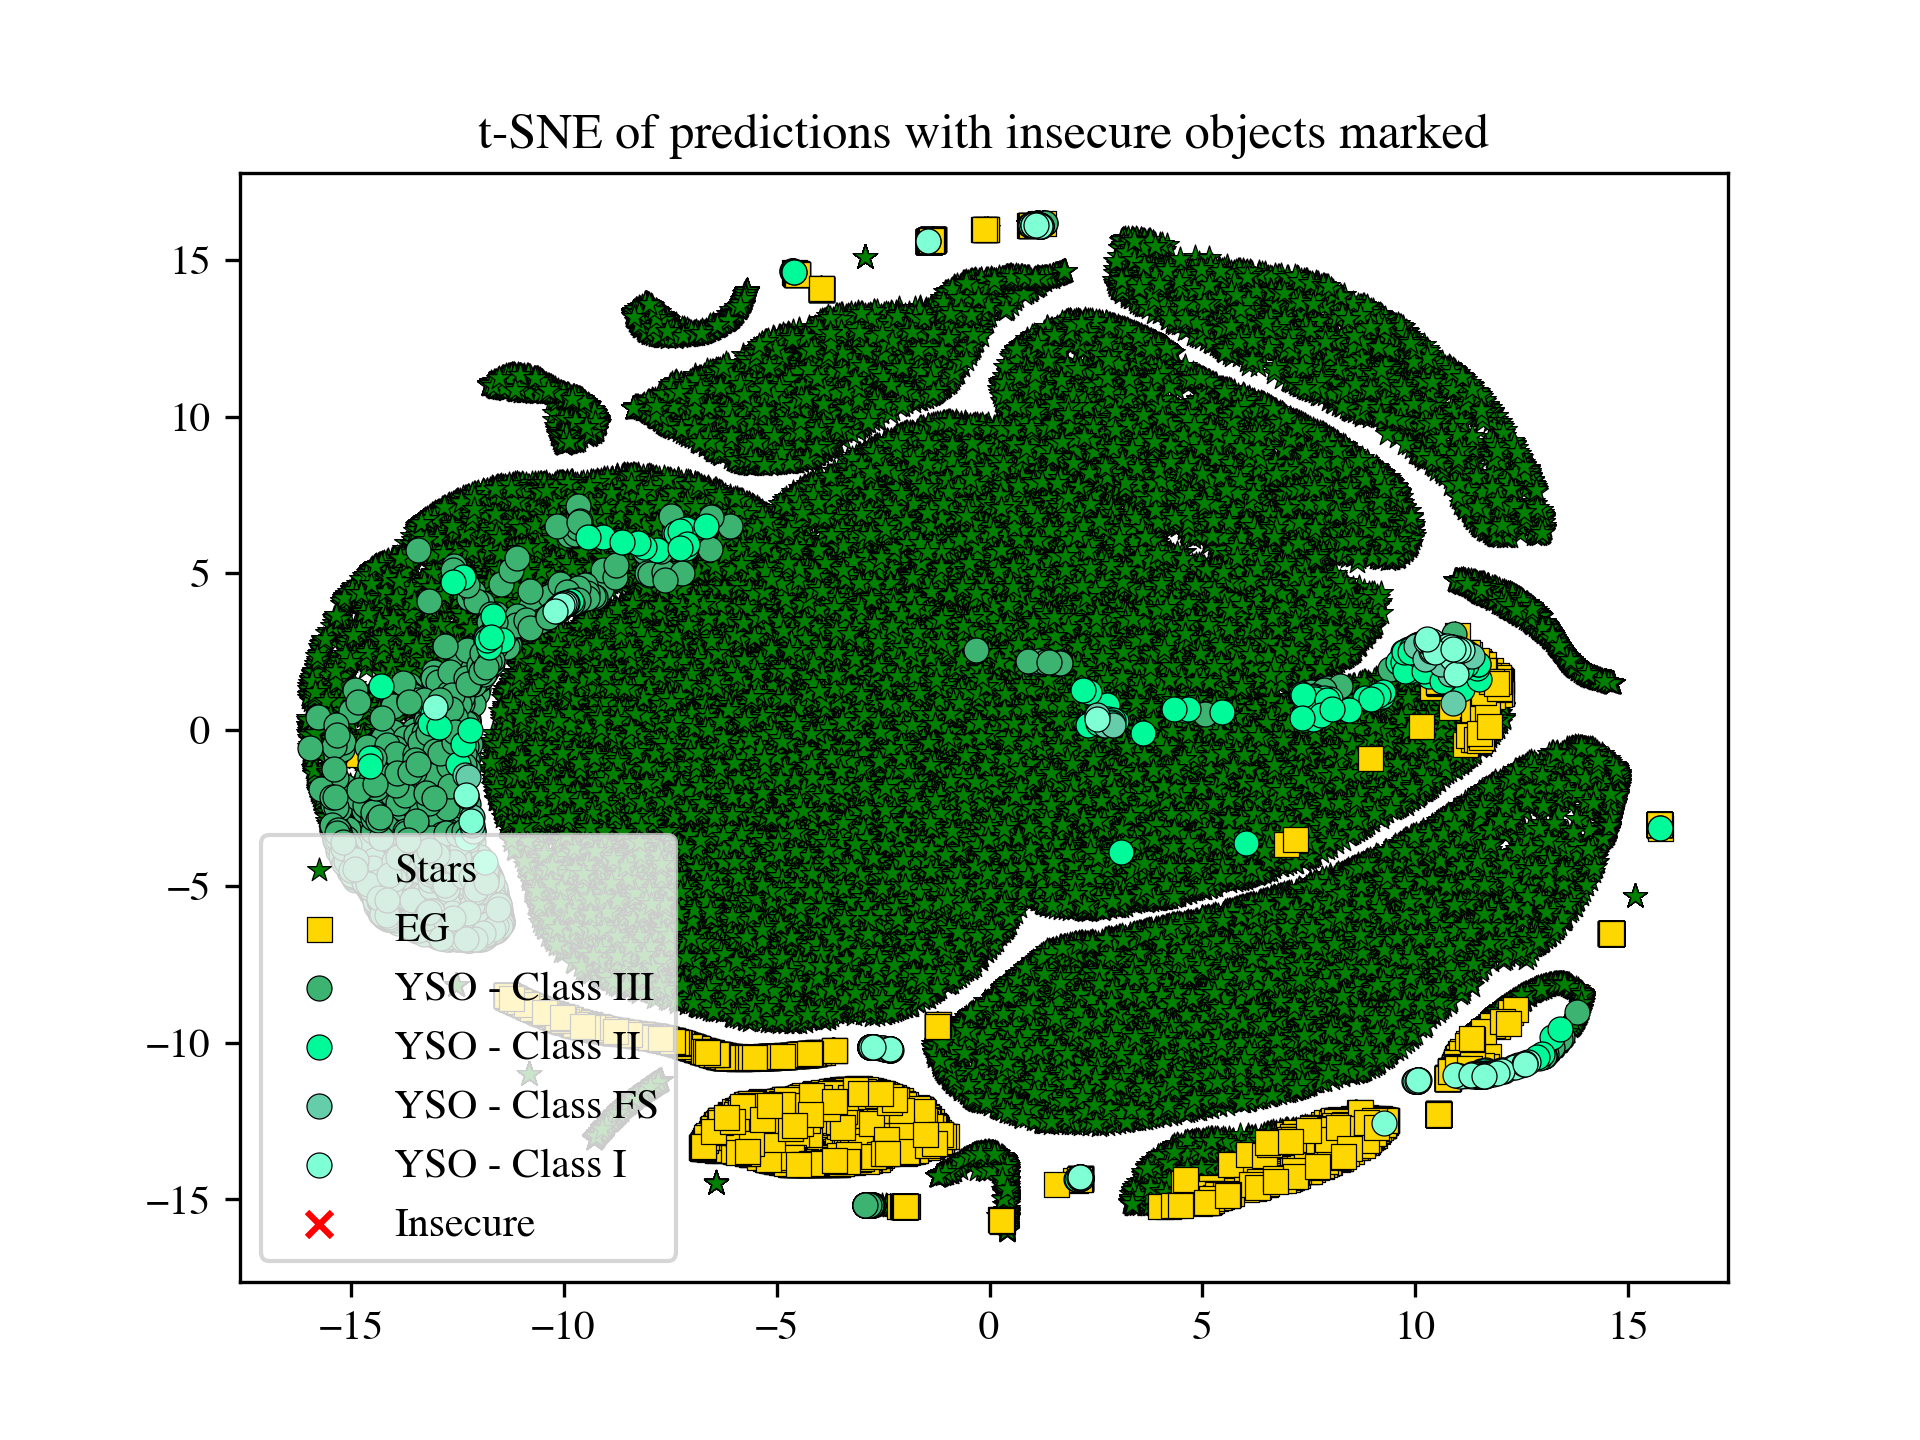 t-SNE of predictions with insecure objects marked
15
10
5
0
−5
−10
−15
Stars
EG
YSO - Class III
YSO - Class II
YSO - Class FS
YSO - Class I
Insecure
−15 −10 −5 0 5 10 15